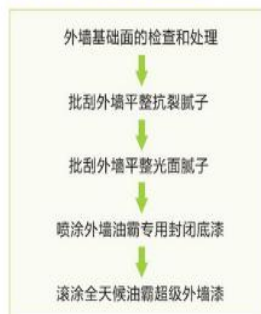 外墙基础面的检查和处理
批刮外墙平整抗裂腻子
批刮外墙平整光面腻子
喷涂外墙油霸专用封闭底漆
滚涂全天候油霸超级外墙漆